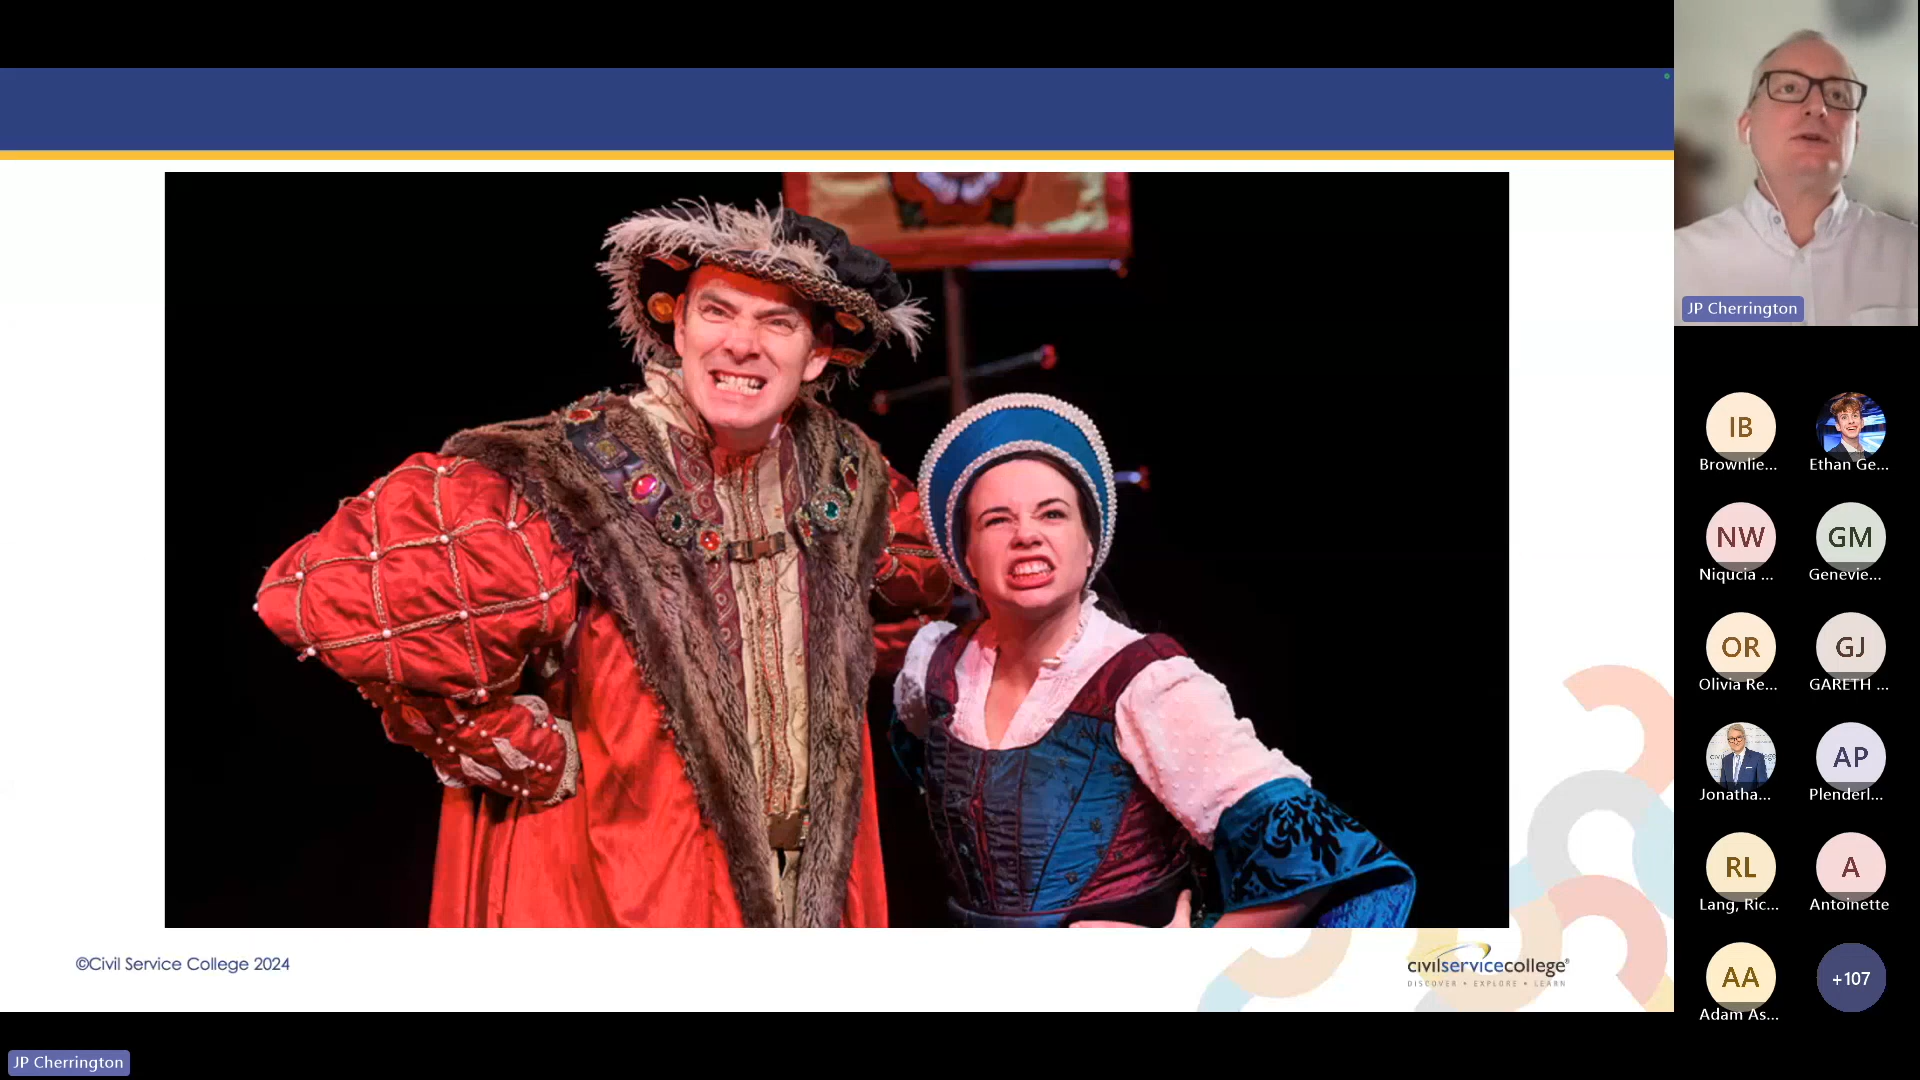 JP Cherrington
IB
Brownlie...
Ethan Ge...
NW
Niqucia ...
GM
Genevie...
OR
Olivia Re...
GJ
GARETH ...
Jonatha...
AP
Plenderl...
RL
Lang, Ric...
A
Antoinette
AA
Adam As...
+107
©Civil Service College 2024
civilservicecollege®
DISCOVER • EXPLORE • LEARN
JP Cherrington